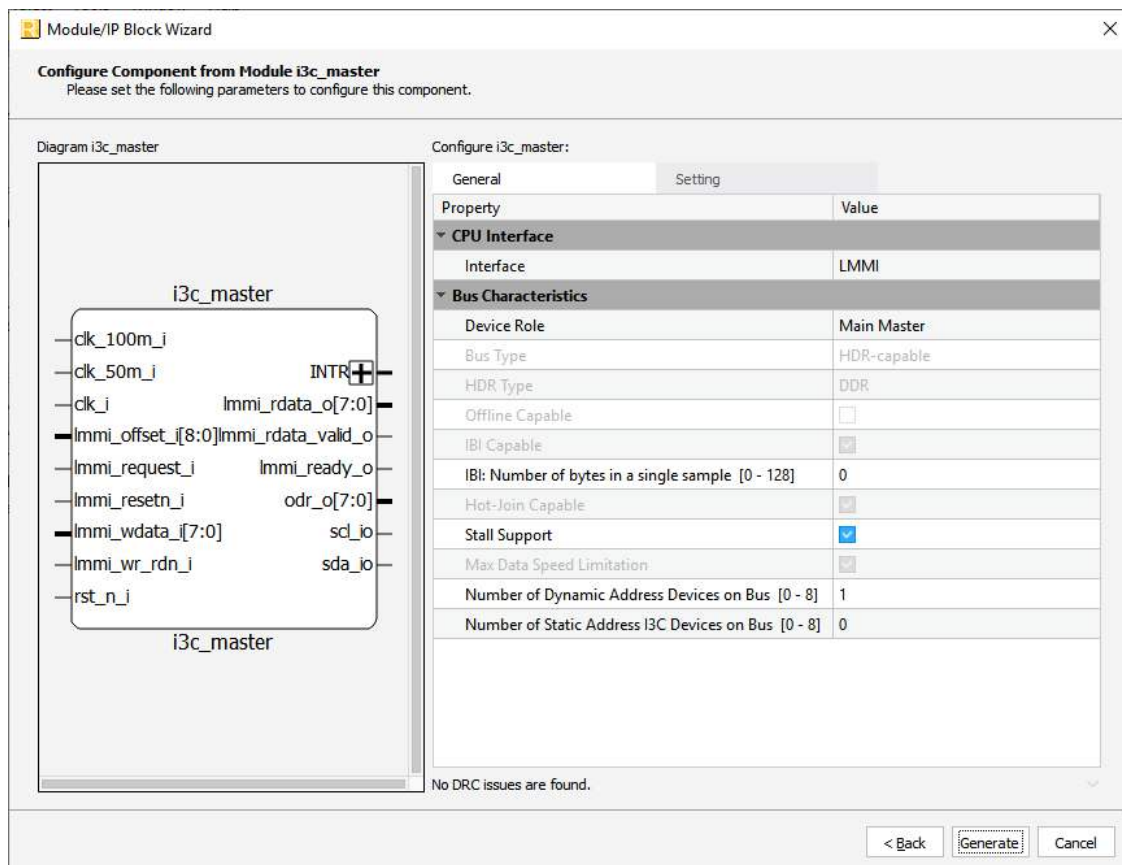 Module/IP Block Wizard
Configure Component from Module i3c_master
Please set the following parameters to configure this component.
Diagram i3c_master
i3c_master
clk_100m_i
clk_50m_i INTR
clk_i lmmi_rdata_o[7:0]
lmmi_offset_i[8:0] lmmi_rdata_valid_o
lmmi_request_i lmmi_ready_o
lmmi_resetn_i odr_o[7:0]
lmmi_wdata_i[7:0] scl_io
lmmi_wr_rdn_i sda_io
rst_n_i
i3c_master
Configure i3c_master:
General Setting
Property Value
CPU Interface
Interface LMMI
Bus Characteristics
Device Role Main Master
Bus Type HDR-capable
HDR Type DDR
Offline Capable
IBI Capable
IBI: Number of bytes in a single sample [0 - 128] 0
Hot-Join Capable
Stall Support
Max Data Speed Limitation
Number of Dynamic Address Devices on Bus [0 - 8] 1
Number of Static Address I3C Devices on Bus [0 - 8] 0
No DRC issues are found.
< Back Generate Cancel